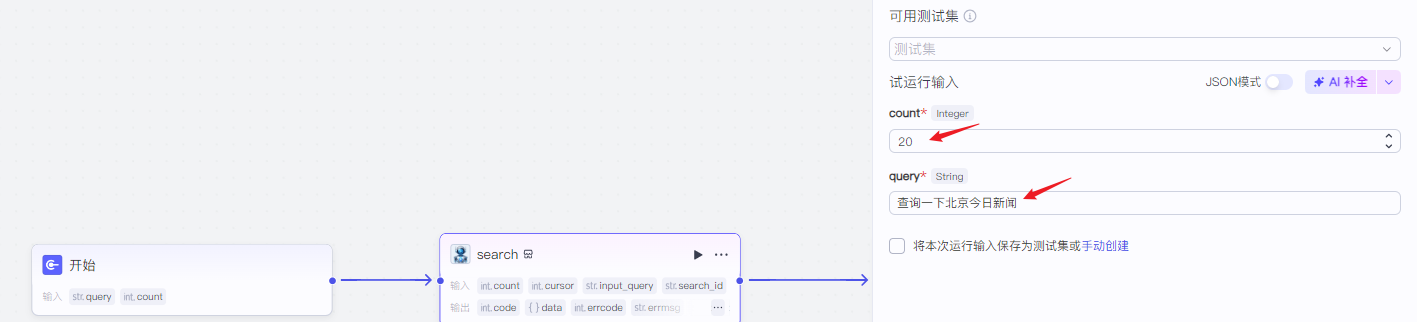 可用测试集
测试集
试运行输入
JSON模式
AI 补全
count* Integer
20
query* String
查询一下北京今日新闻
将本次运行输入保存为测试集或手动创建
开始
输入 str. query int. count
search
输入 int. count int. cursor str. input_query str. search_id
输出 int. code { } data int. errcode str. errmsg ...